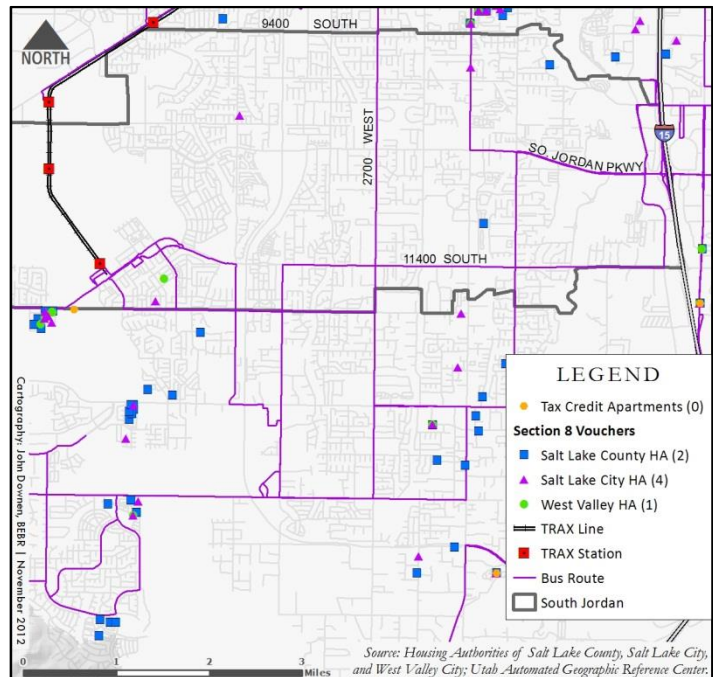 9400 SOUTH
NORTH
2700 WEST
15
SO. JORDAN PKWY
11400 SOUTH
LEGEND
Tax Credit Apartments (0)
Section 8 Vouchers
Salt Lake County HA (2)
Salt Lake City HA (4)
West Valley HA (1)
TRAX Line
TRAX Station
Bus Route
South Jordan
Cartography: John Downen, BEBR | November 2012
0 1 2 3
Miles
Source: Housing Authorities of Salt Lake County, Salt Lake City,
and West Valley City; Utah Automated Geographic Reference Center.